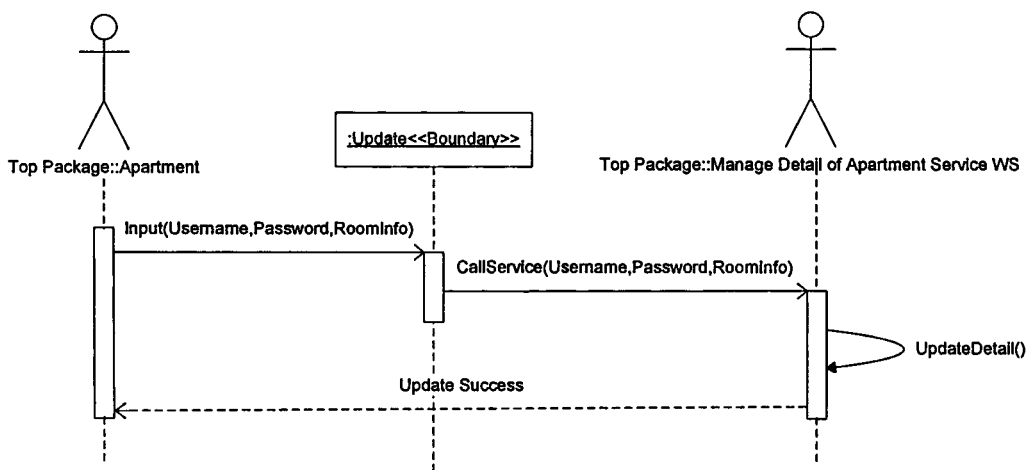 :Update<<Boundary>>
Top Package::Apartment
Top Package::Manage Detail of Apartment Service WS
Input(Username,Password,RoomInfo)
CallService(Username,Password,RoomInfo)
UpdateDetail()
Update Success